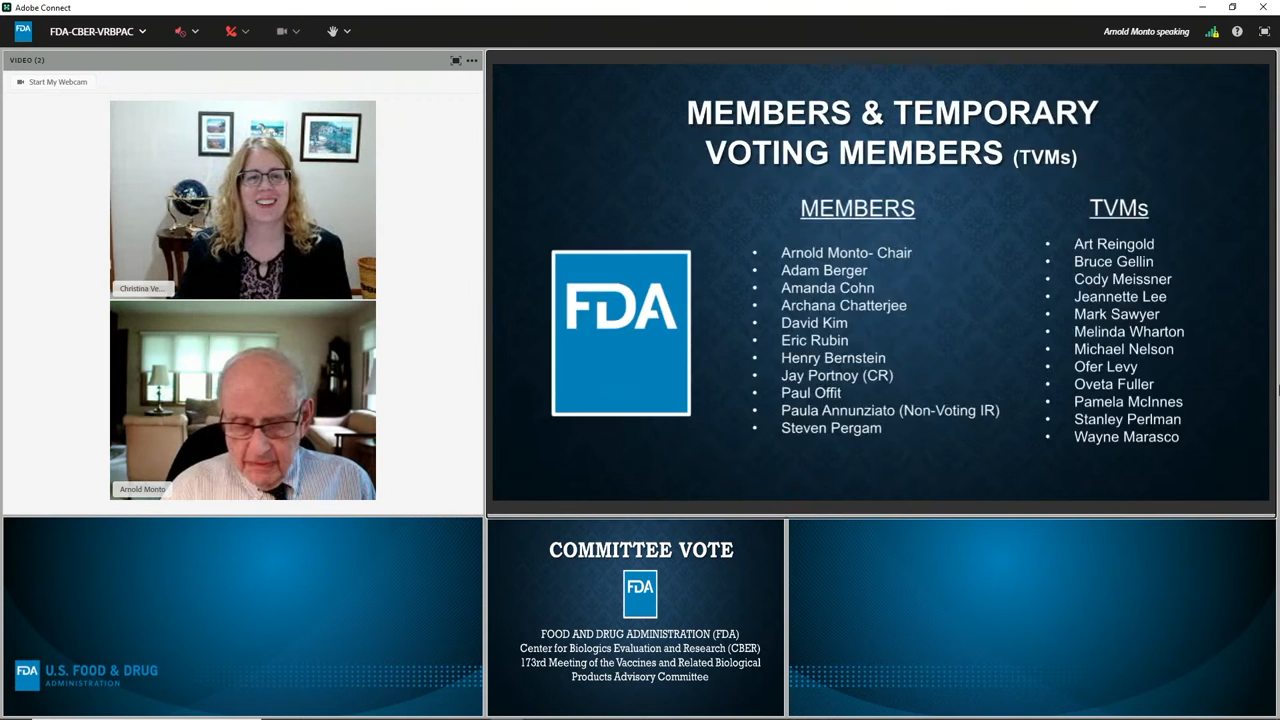 Adobe Connect
FDA
FDA-CBER-VRBPAC
Arnold Monto speaking
VIDEO (2)
Start My Webcam
Christina Ve...
Arnold Monto
MEMBERS & TEMPORARY
VOTING MEMBERS (TVMs)
FDA
MEMBERS
• Arnold Monto- Chair
• Adam Berger
• Amanda Cohn
• Archana Chatterjee
• David Kim
• Eric Rubin
• Henry Bernstein
• Jay Portnoy (CR)
• Paul Offit
• Paula Annunziato (Non-Voting IR)
• Steven Pergam
TVMs
• Art Reingold
• Bruce Gellin
• Cody Meissner
• Jeannette Lee
• Mark Sawyer
• Melinda Wharton
• Michael Nelson
• Ofer Levy
• Oveta Fuller
• Pamela McInnes
• Stanley Perlman
• Wayne Marasco
FDA U.S. FOOD & DRUG
ADMINISTRATION
COMMITTEE VOTE
FDA
FOOD AND DRUG ADMINISTRATION (FDA)
Center for Biologics Evaluation and Research (CBER)
173rd Meeting of the Vaccines and Related Biological
Products Advisory Committee